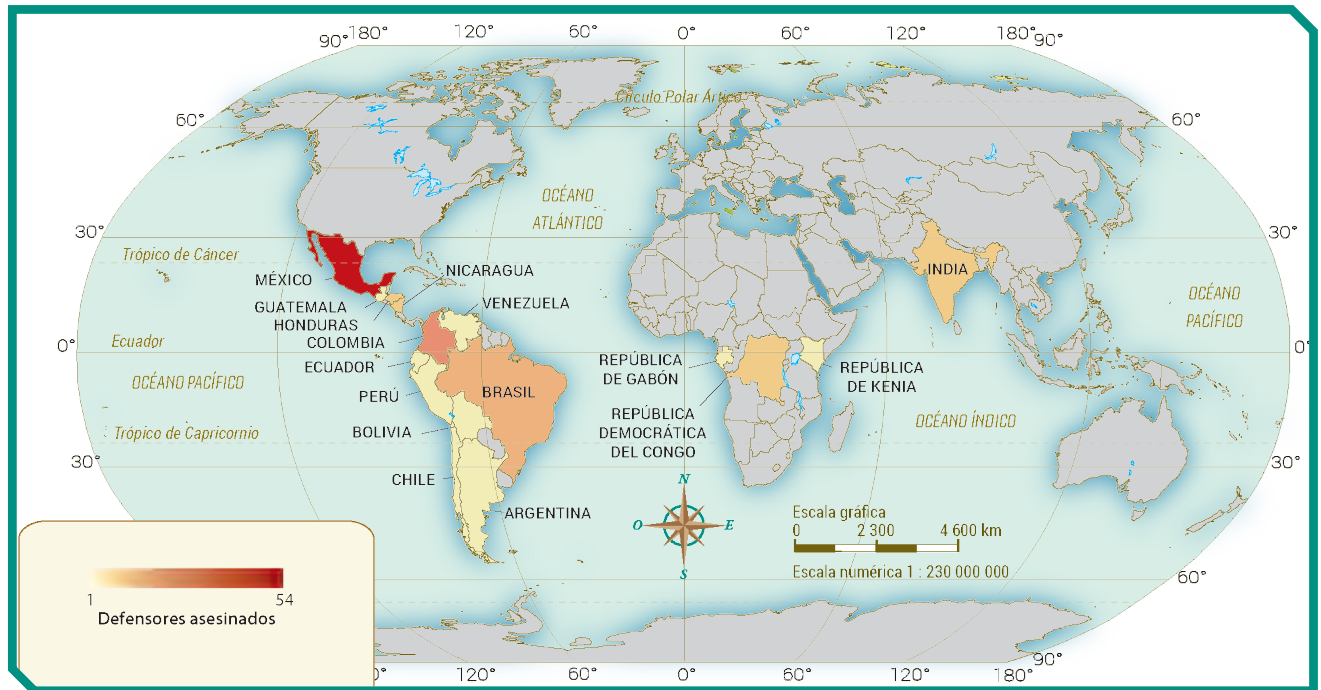 90° 180° 120° 60° 0° 60° 120° 180° 90°
Círculo Polar Ártico
60° 60°
OCÉANO
ATLÁNTICO
30° 30°
Trópico de Cáncer
MÉXICO
NICARAGUA
INDIA
GUATEMALA
VENEZUELA
HONDURAS
COLOMBIA
OCÉANO
PACÍFICO
0° Ecuador 0°
ECUADOR
REPÚBLICA
DE GABÓN
REPÚBLICA
DE KENIA
OCÉANO PACÍFICO
PERÚ
BRASIL
REPÚBLICA
DEMOCRÁTICA
DEL CONGO
OCÉANO ÍNDICO
Trópico de Capricornio
BOLIVIA
30° 30°
CHILE
ARGENTINA
N
O E
S
Escala gráfica
0 2 300 4 600 km
Escala numérica 1 : 230 000 000
60°
1 54
Defensores asesinados
120° 60° 0° 60° 120° 180° 90°